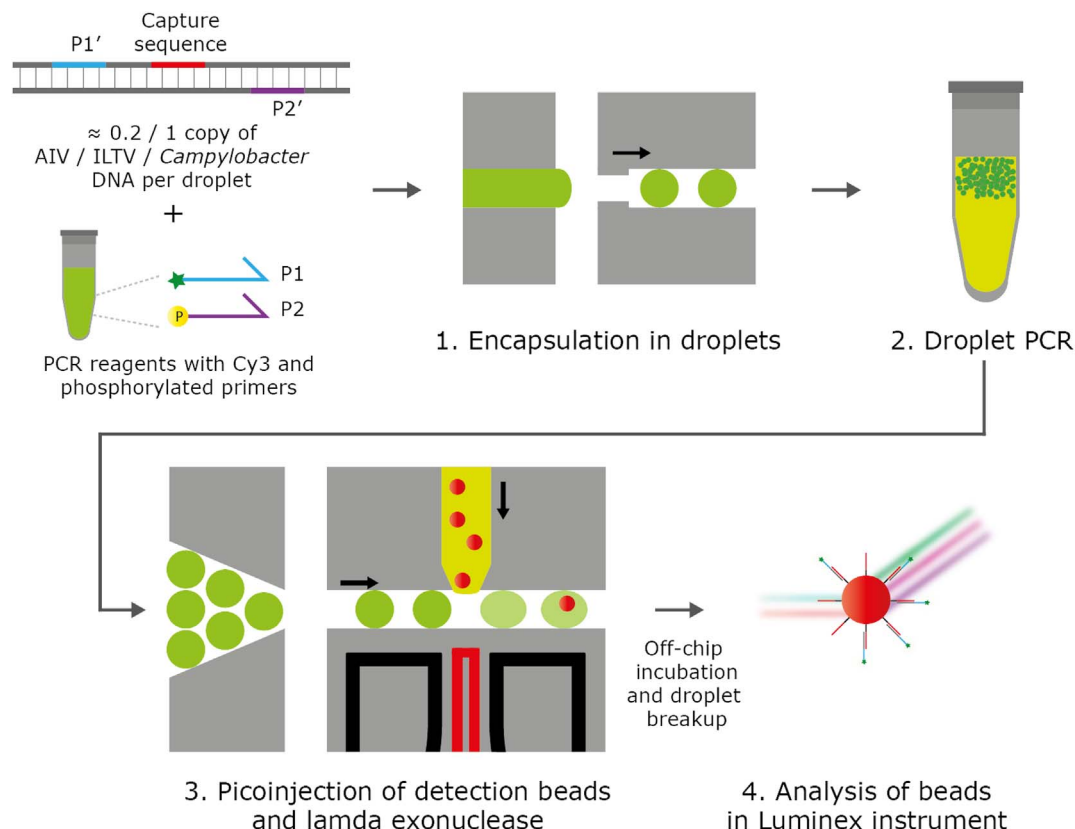 Capture
sequence
P1′
P2′
≈ 0.2 / 1 copy of
AIV / ILTV / Campylobacter
DNA per droplet
+
P1
P
P2
PCR reagents with Cy3 and
phosphorylated primers
1. Encapsulation in droplets
2. Droplet PCR
Off-chip
incubation
and droplet
breakup
3. Picoinjection of detection beads
and lamda exonuclease
4. Analysis of beads
in Luminex instrument